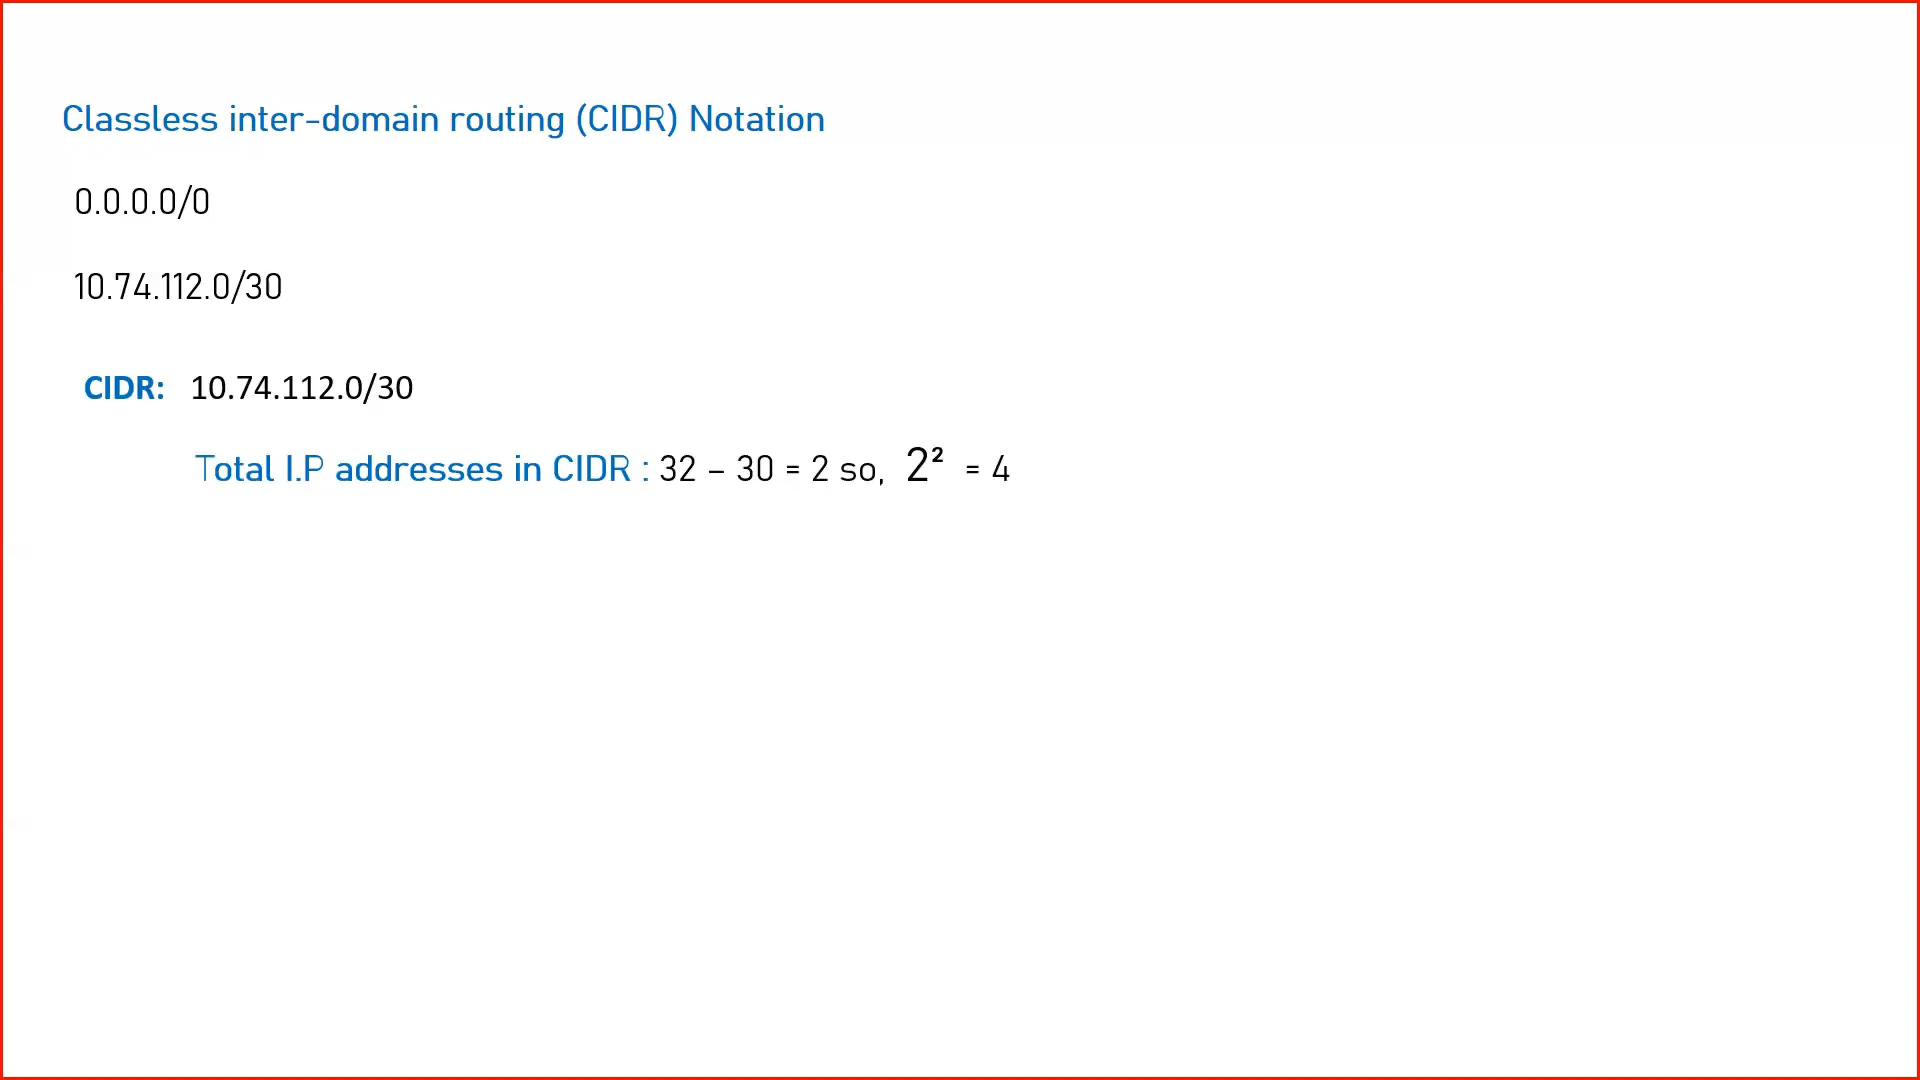 Classless inter-domain routing (CIDR) Notation
0.0.0.0/0
10.74.112.0/30
CIDR: 10.74.112.0/30
Total I.P addresses in CIDR : 32 – 30 = 2 so, 2² = 4